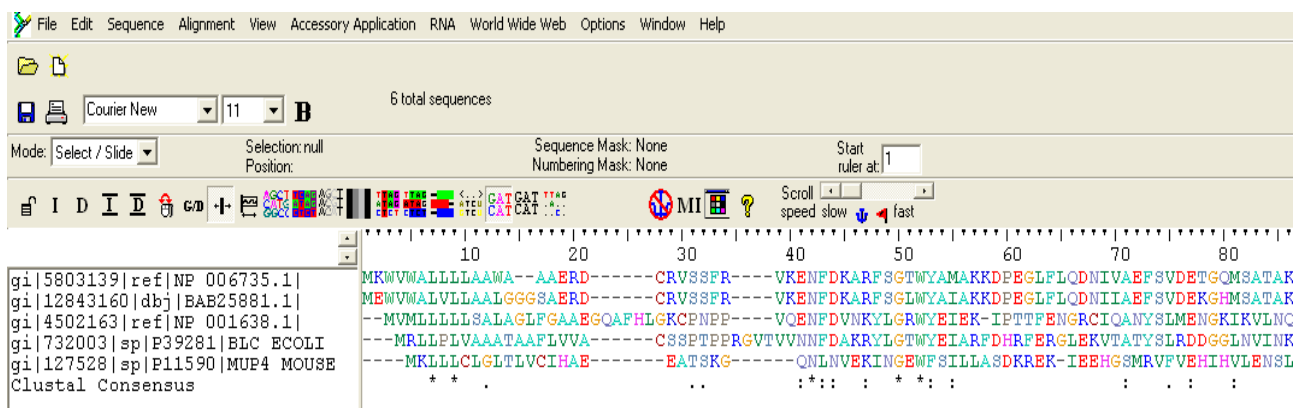 File Edit Sequence Alignment View Accessory Application RNA World Wide Web Options Window Help
Courier New 11 B 6 total sequences
Mode: Select / Slide Selection: null Position: Sequence Mask: None Numbering Mask: None Start ruler at: 1
I D I D G/D MI ? Scroll speed slow fast
10 20 30 40 50 60 70 80
gi|5803139|ref|NP 006735.1| MKWVWALLLLAAWA--AAERD------CRVSSFR----VKENFDKARFSGTWYAMAKKDPEGLFLQDNIVAEFSVDETGQMSATAK
gi|12843160|dbj|BAB25881.1| MEWVWALVLLAALGGGSAERD------CRVSSFR----VKENFDKARFSGLWYAIAKKDPEGLFLQDNIIAEFSVDEKGHMSATAK
gi|4502163|ref|NP 001638.1| --MVMLLLLLSALAGLFGAAEGQAFHLGKCPNPP----VQENFDVNKYLGRWYEIEK-IPTTFENGRCIQANYSLMENGKIKVLNQ
gi|732003|sp|P39281|BLC ECOLI ---MRLLPLVAAATAAFLVVA------CSSPTPPRGVTVVNNFDAKRYLGTWYEIARFDHRFERGLEKVTATYSLRDDGGLNVINK
gi|127528|sp|P11590|MUP4 MOUSE ----MKLLLCLGLTLVCIHAE------EATSKG------QNLNVEKINGEWFSILLASDKREK-IEEHGSMRVFVEHIHVLENSL
Clustal Consensus * * . .. :*:: : * *: : : . : :